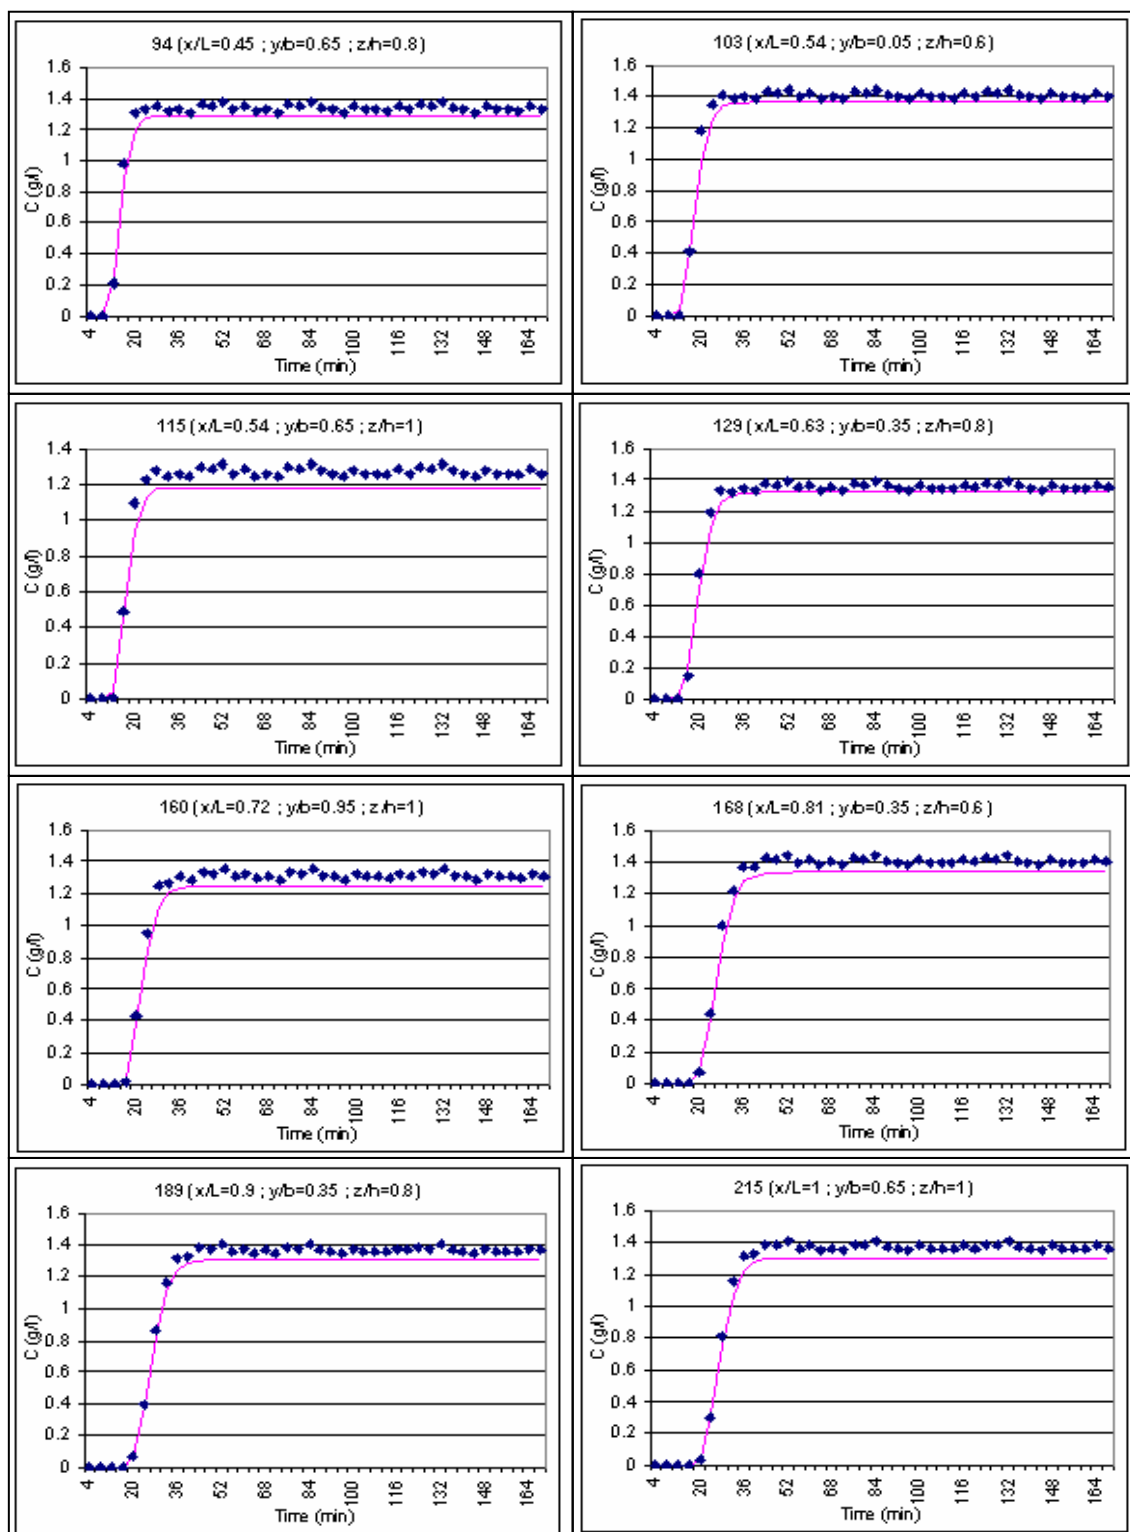 94 (x/L=0.45 ; y/b=0.65 ; z/h=0.8)
1.6
1.4
1.2
1
0.8
0.6
0.4
0.2
0
C (g/l)
4 20 36 52 68 84 100 116 132 148 164
Time (min)
103 (x/L=0.54 ; y/b=0.05 ; z/h=0.6)
1.6
1.4
1.2
1
0.8
0.6
0.4
0.2
0
C (g/l)
4 20 36 52 68 84 100 116 132 148 164
Time (min)
115 (x/L=0.54 ; y/b=0.65 ; z/h=1)
1.4
1.2
1
0.8
0.6
0.4
0.2
0
C (g/l)
4 20 36 52 68 84 100 116 132 148 164
Time (min)
129 (x/L=0.63 ; y/b=0.35 ; z/h=0.8)
1.6
1.4
1.2
1
0.8
0.6
0.4
0.2
0
C (g/l)
4 20 36 52 68 84 100 116 132 148 164
Time (min)
160 (x/L=0.72 ; y/b=0.95 ; z/h=1)
1.6
1.4
1.2
1
0.8
0.6
0.4
0.2
0
C (g/l)
4 20 36 52 68 84 100 116 132 148 164
Time (min)
168 (x/L=0.81 ; y/b=0.35 ; z/h=0.6)
1.6
1.4
1.2
1
0.8
0.6
0.4
0.2
0
C (g/l)
4 20 36 52 68 84 100 116 132 148 164
Time (min)
189 (x/L=0.9 ; y/b=0.35 ; z/h=0.8)
1.6
1.4
1.2
1
0.8
0.6
0.4
0.2
0
C (g/l)
4 20 36 52 68 84 100 116 132 148 164
Time (min)
215 (x/L=1 ; y/b=0.65 ; z/h=1)
1.6
1.4
1.2
1
0.8
0.6
0.4
0.2
0
C (g/l)
4 20 36 52 68 84 100 116 132 148 164
Time (min)